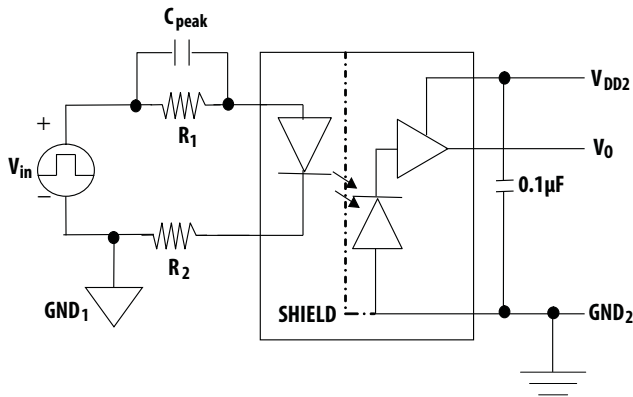 Cpeak
VDD2
+
R1
Vin
VO
0.1µF
−
R2
GND1
SHIELD
GND2